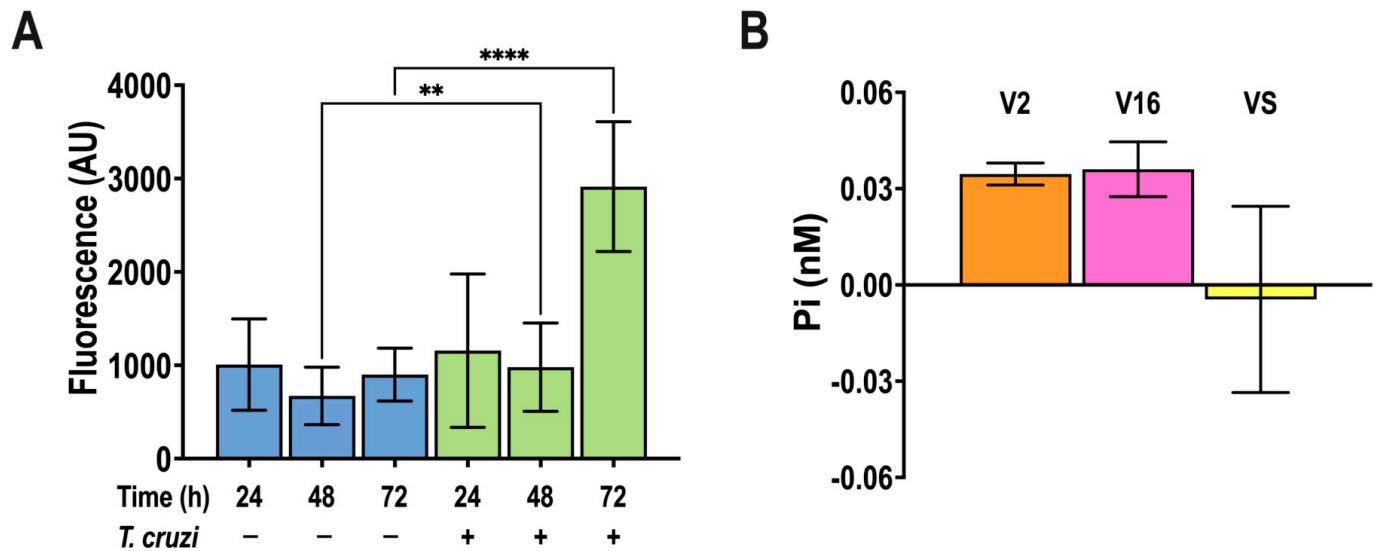 A
Fluorescence (AU)
4000
3000
2000
1000
0
****
**
Time (h) 24 48 72 24 48 72
T. cruzi – – – + + +
B
Pi (nM)
0.06
0.03
0.00
-0.03
-0.06
V2 V16 VS